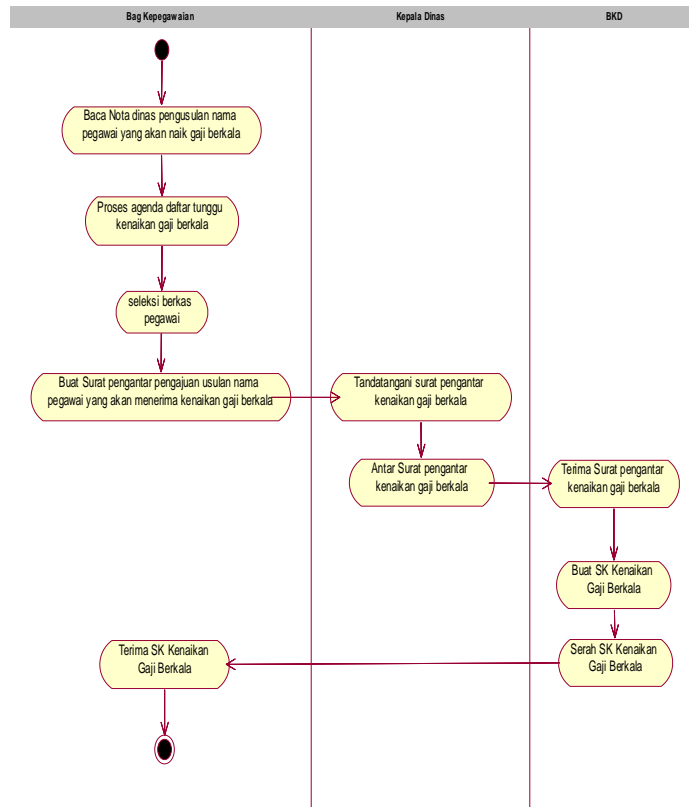 Bag Kepegawaian
Kepala Dinas
BKD
Baca Nota dinas pengusulan nama
pegawai yang akan naik gaji berkala
Proses agenda daftar tunggu
kenaikan gaji berkala
seleksi berkas
pegawai
Buat Surat pengantar pengajuan usulan nama
pegawai yang akan menerima kenaikan gaji berkala
Tandatangani surat pengantar
kenaikan gaji berkala
Antar Surat pengantar
kenaikan gaji berkala
Terima Surat pengantar
kenaikan gaji berkala
Buat SK Kenaikan
Gaji Berkala
Serah SK Kenaikan
Gaji Berkala
Terima SK Kenaikan
Gaji Berkala